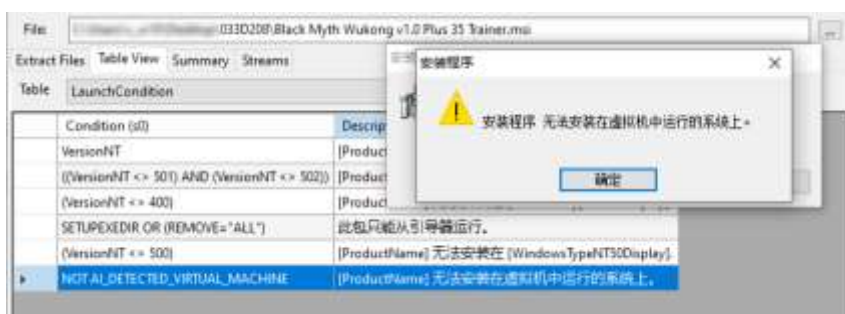 File:
033D208\Black Myth Wukong v1.0 Plus 35 Trainer.msi
...
Extract Files Table View Summary Streams
Table LaunchCondition
Condition (s0) Descrip
VersionNT [Product
((VersionNT <> 501) AND (VersionNT <> 502)) [Product
(VersionNT <> 400) [Product
SETUPEXEDIR OR (REMOVE="ALL") 此包只能从引导器运行。
(VersionNT <> 500) [ProductName] 无法安装在 [WindowsTypeNT50Display].
NOT AI_DETECTED_VIRTUAL_MACHINE [ProductName] 无法安装在虚拟机中运行的系统上。
安装程序
安装程序 无法安装在虚拟机中运行的系统上。
确定